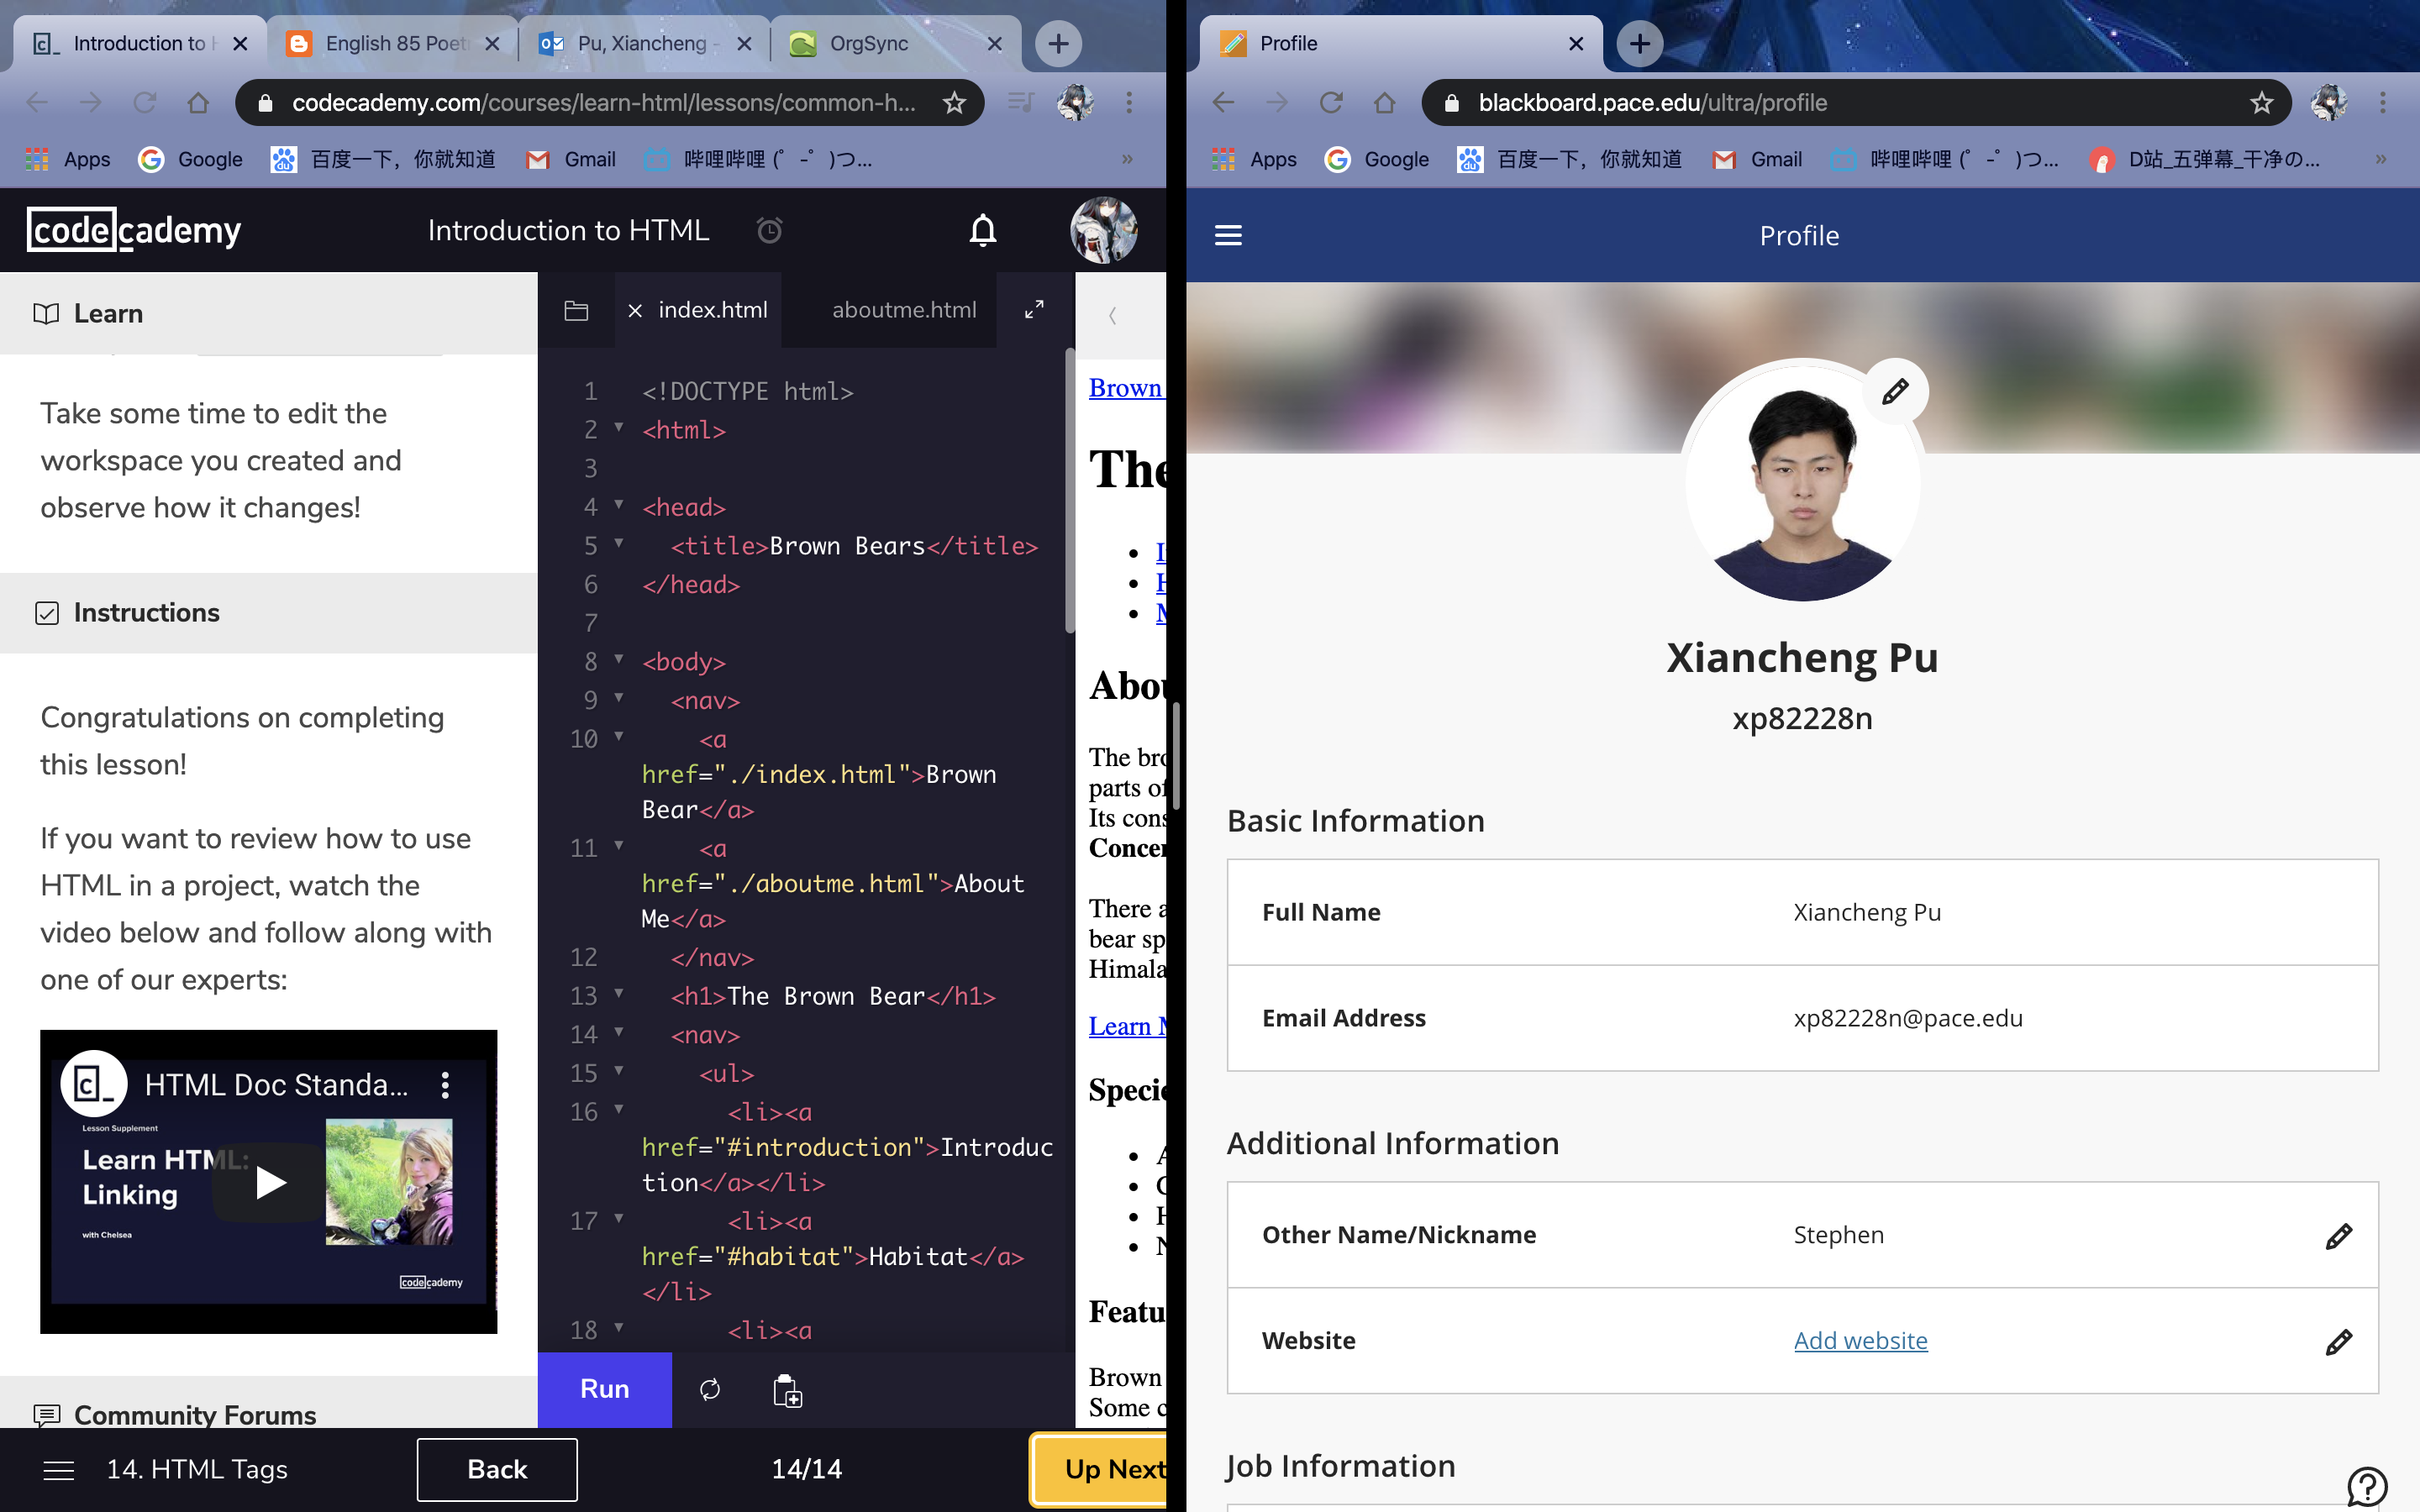 Introduction to H
English 85 Poet
Pu, Xiancheng -
OrgSync
codecademy.com/courses/learn-html/lessons/common-h...
Apps
Google
百度一下，你就知道
Gmail
哔哩哔哩 (゜-゜)つ...
codecademy
Introduction to HTML
Learn
Take some time to edit the
workspace you created and
observe how it changes!
Instructions
Congratulations on completing
this lesson!
If you want to review how to use
HTML in a project, watch the
video below and follow along with
one of our experts:
HTML Doc Standa...
Lesson Supplement
Learn HTML:
Linking
with Chelsea
codecademy
Community Forums
index.html
aboutme.html
1 <!DOCTYPE html>
2 <html>
3
4 <head>
5 <title>Brown Bears</title>
6 </head>
7
8 <body>
9 <nav>
10 <a
href="./index.html">Brown
Bear</a>
11 <a
href="./aboutme.html">About
Me</a>
12 </nav>
13 <h1>The Brown Bear</h1>
14 <nav>
15 <ul>
16 <li><a
href="#introduction">Introduc
tion</a></li>
17 <li><a
href="#habitat">Habitat</a>
</li>
18 <li><a
Run
Brown
The
Abou
The bro
parts of
Its cons
Concer
There a
bear sp
Himala
Learn M
Specie
Featu
Brown
Some c
14. HTML Tags
Back
14/14
Up Next
Profile
blackboard.pace.edu/ultra/profile
Apps
Google
百度一下，你就知道
Gmail
哔哩哔哩 (゜-゜)つ...
D站_五弹幕_干净の...
Profile
Xiancheng Pu
xp82228n
Basic Information
Full Name
Xiancheng Pu
Email Address
xp82228n@pace.edu
Additional Information
Other Name/Nickname
Stephen
Website
Add website
Job Information